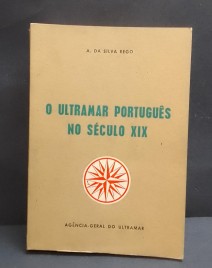 A. DA SILVA REGO
O ULTRAMAR PORTUGUÊS
NO SÉCULO XIX
AGÊNCIA-GERAL DO ULTRAMAR